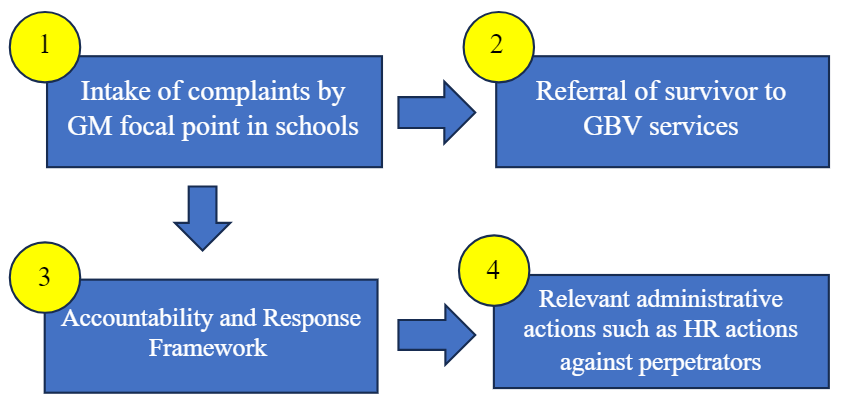 1
Intake of complaints by
GM focal point in schools
2
Referral of survivor to
GBV services
3
Accountability and Response
Framework
4
Relevant administrative
actions such as HR actions
against perpetrators